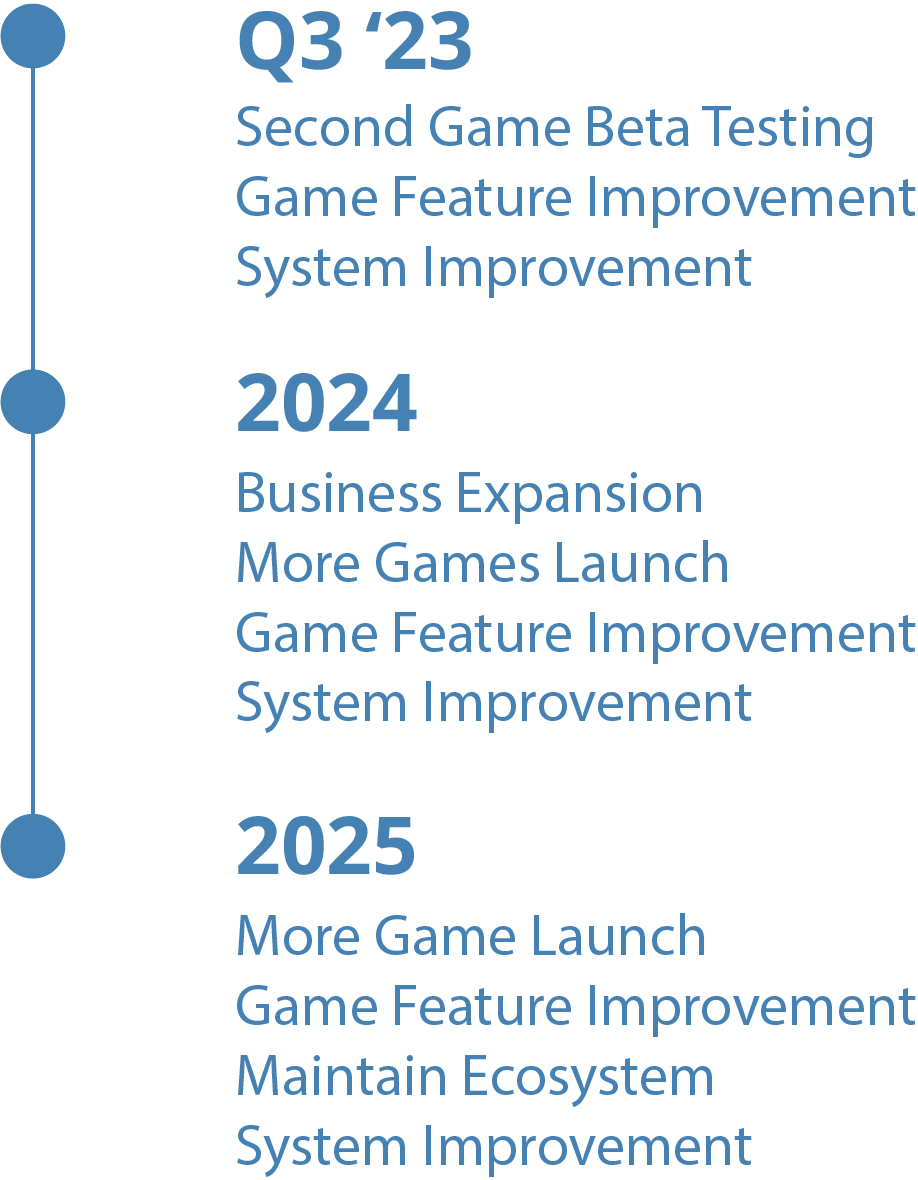 Q3 ‘23
Second Game Beta Testing
Game Feature Improvement
System Improvement
2024
Business Expansion
More Games Launch
Game Feature Improvement
System Improvement
2025
More Game Launch
Game Feature Improvement
Maintain Ecosystem
System Improvement